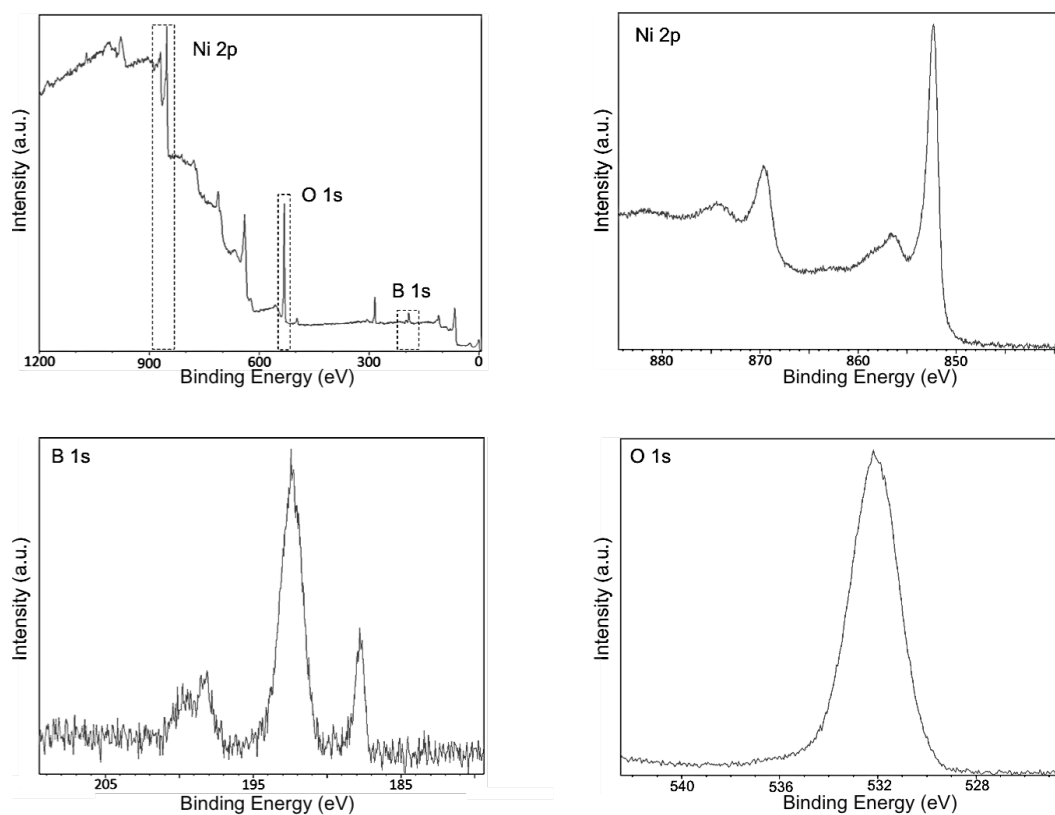 Ni 2p
O 1s
B 1s
Intensity (a.u.)
1200 900 600 300 0
Binding Energy (eV)
Ni 2p
Intensity (a.u.)
880 870 860 850
Binding Energy (eV)
B 1s
Intensity (a.u.)
205 195 185
Binding Energy (eV)
O 1s
Intensity (a.u.)
540 536 532 528
Binding Energy (eV)